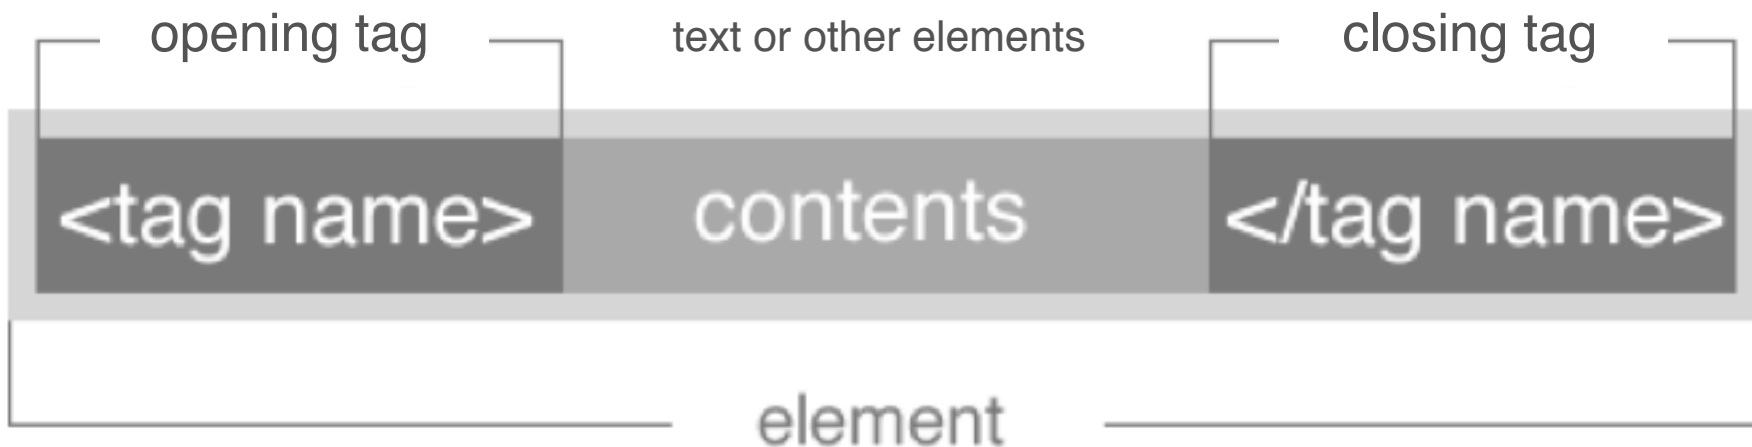 opening tag text or other elements closing tag
<tag name> contents </tag name>
element